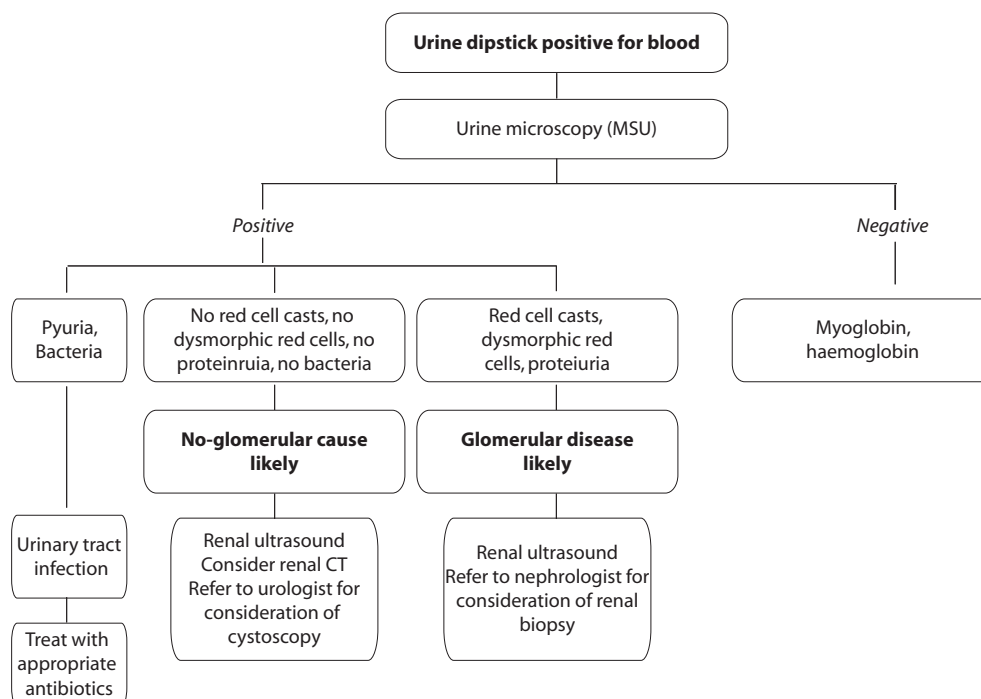 Urine dipstick positive for blood
Urine microscopy (MSU)
Positive
Negative
Pyuria,
Bacteria
No red cell casts, no
dysmorphic red cells, no
proteinruia, no bacteria
Red cell casts,
dysmorphic red
cells, proteiuria
Myoglobin,
haemoglobin
No-glomerular cause
likely
Glomerular disease
likely
Urinary tract
infection
Renal ultrasound
Consider renal CT
Refer to urologist for
consideration of
cystoscopy
Renal ultrasound
Refer to nephrologist for
consideration of renal
biopsy
Treat with
appropriate
antibiotics